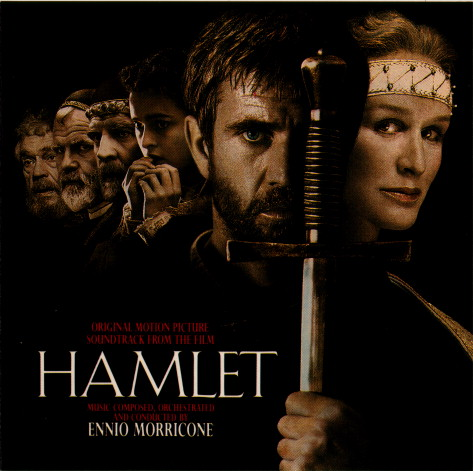 ORIGINAL MOTION PICTURE
SOUNDTRACK FROM THE FILM
HAMLET
MUSIC COMPOSED, ORCHESTRATED
AND CONDUCTED BY
ENNIO MORRICONE